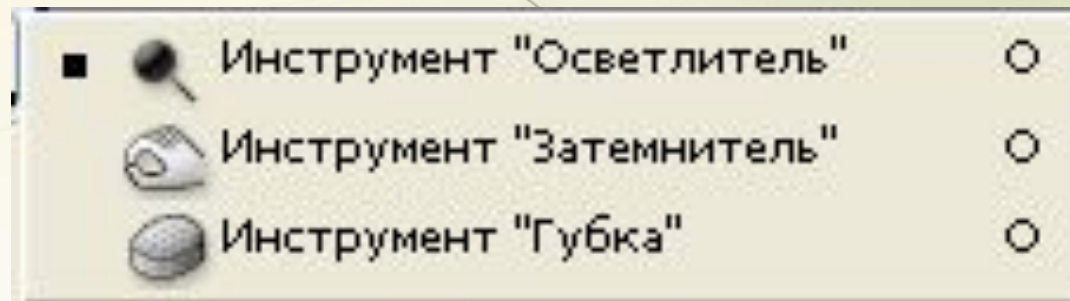 Инструмент "Осветлитель" O
Инструмент "Затемнитель" O
Инструмент "Губка" O